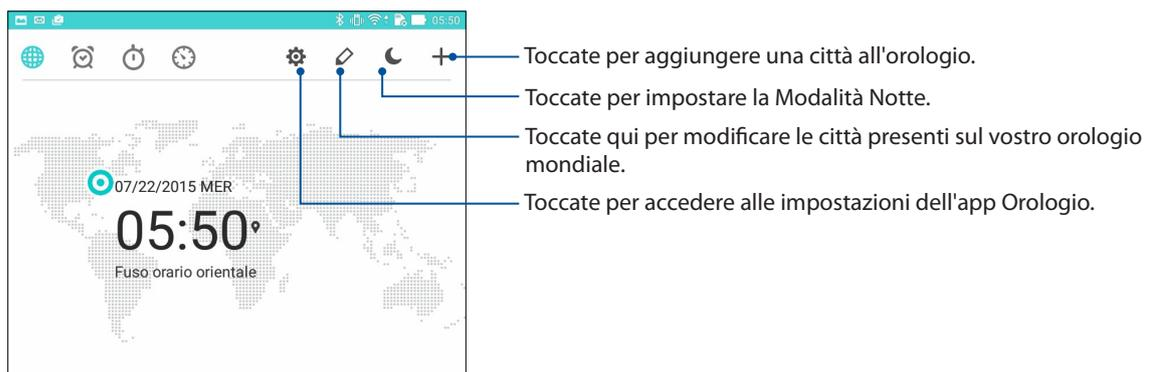 05:50
Toccate per aggiungere una città all'orologio.
Toccate per impostare la Modalità Notte.
Toccate qui per modificare le città presenti sul vostro orologio
mondiale.
Toccate per accedere alle impostazioni dell'app Orologio.
07/22/2015 MER
05:50
Fuso orario orientale